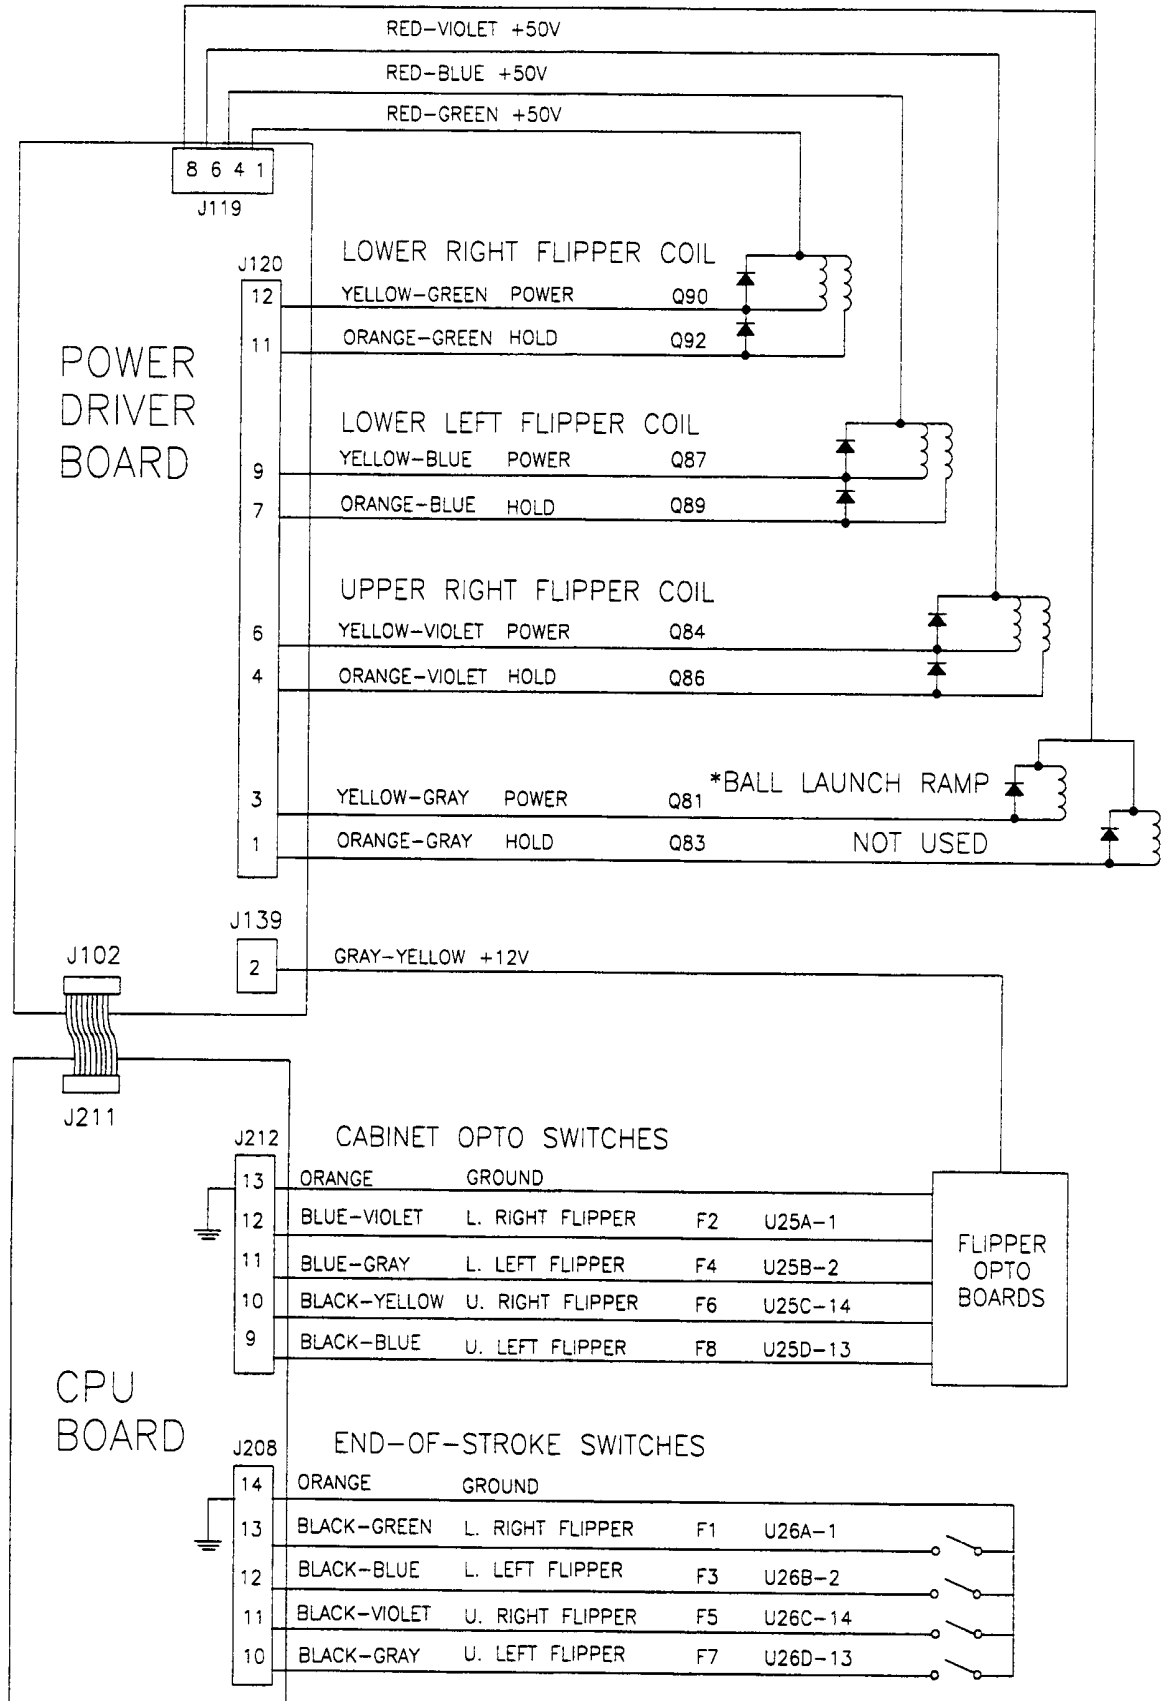 RED-VIOLET +50V
RED-BLUE +50V
RED-GREEN +50V
8 6 4 1
J119
POWER
DRIVER
BOARD
J120
LOWER RIGHT FLIPPER COIL
12 YELLOW-GREEN POWER Q90
11 ORANGE-GREEN HOLD Q92
LOWER LEFT FLIPPER COIL
9 YELLOW-BLUE POWER Q87
7 ORANGE-BLUE HOLD Q89
UPPER RIGHT FLIPPER COIL
6 YELLOW-VIOLET POWER Q84
4 ORANGE-VIOLET HOLD Q86
3 YELLOW-GRAY POWER Q81 *BALL LAUNCH RAMP
1 ORANGE-GRAY HOLD Q83 NOT USED
J139
2 GRAY-YELLOW +12V
J102
J211
CPU
BOARD
J212 CABINET OPTO SWITCHES
13 ORANGE GROUND
12 BLUE-VIOLET L. RIGHT FLIPPER F2 U25A-1
11 BLUE-GRAY L. LEFT FLIPPER F4 U25B-2
10 BLACK-YELLOW U. RIGHT FLIPPER F6 U25C-14
9 BLACK-BLUE U. LEFT FLIPPER F8 U25D-13
FLIPPER
OPTO
BOARDS
J208 END-OF-STROKE SWITCHES
14 ORANGE GROUND
13 BLACK-GREEN L. RIGHT FLIPPER F1 U26A-1
12 BLACK-BLUE L. LEFT FLIPPER F3 U26B-2
11 BLACK-VIOLET U. RIGHT FLIPPER F5 U26C-14
10 BLACK-GRAY U. LEFT FLIPPER F7 U26D-13